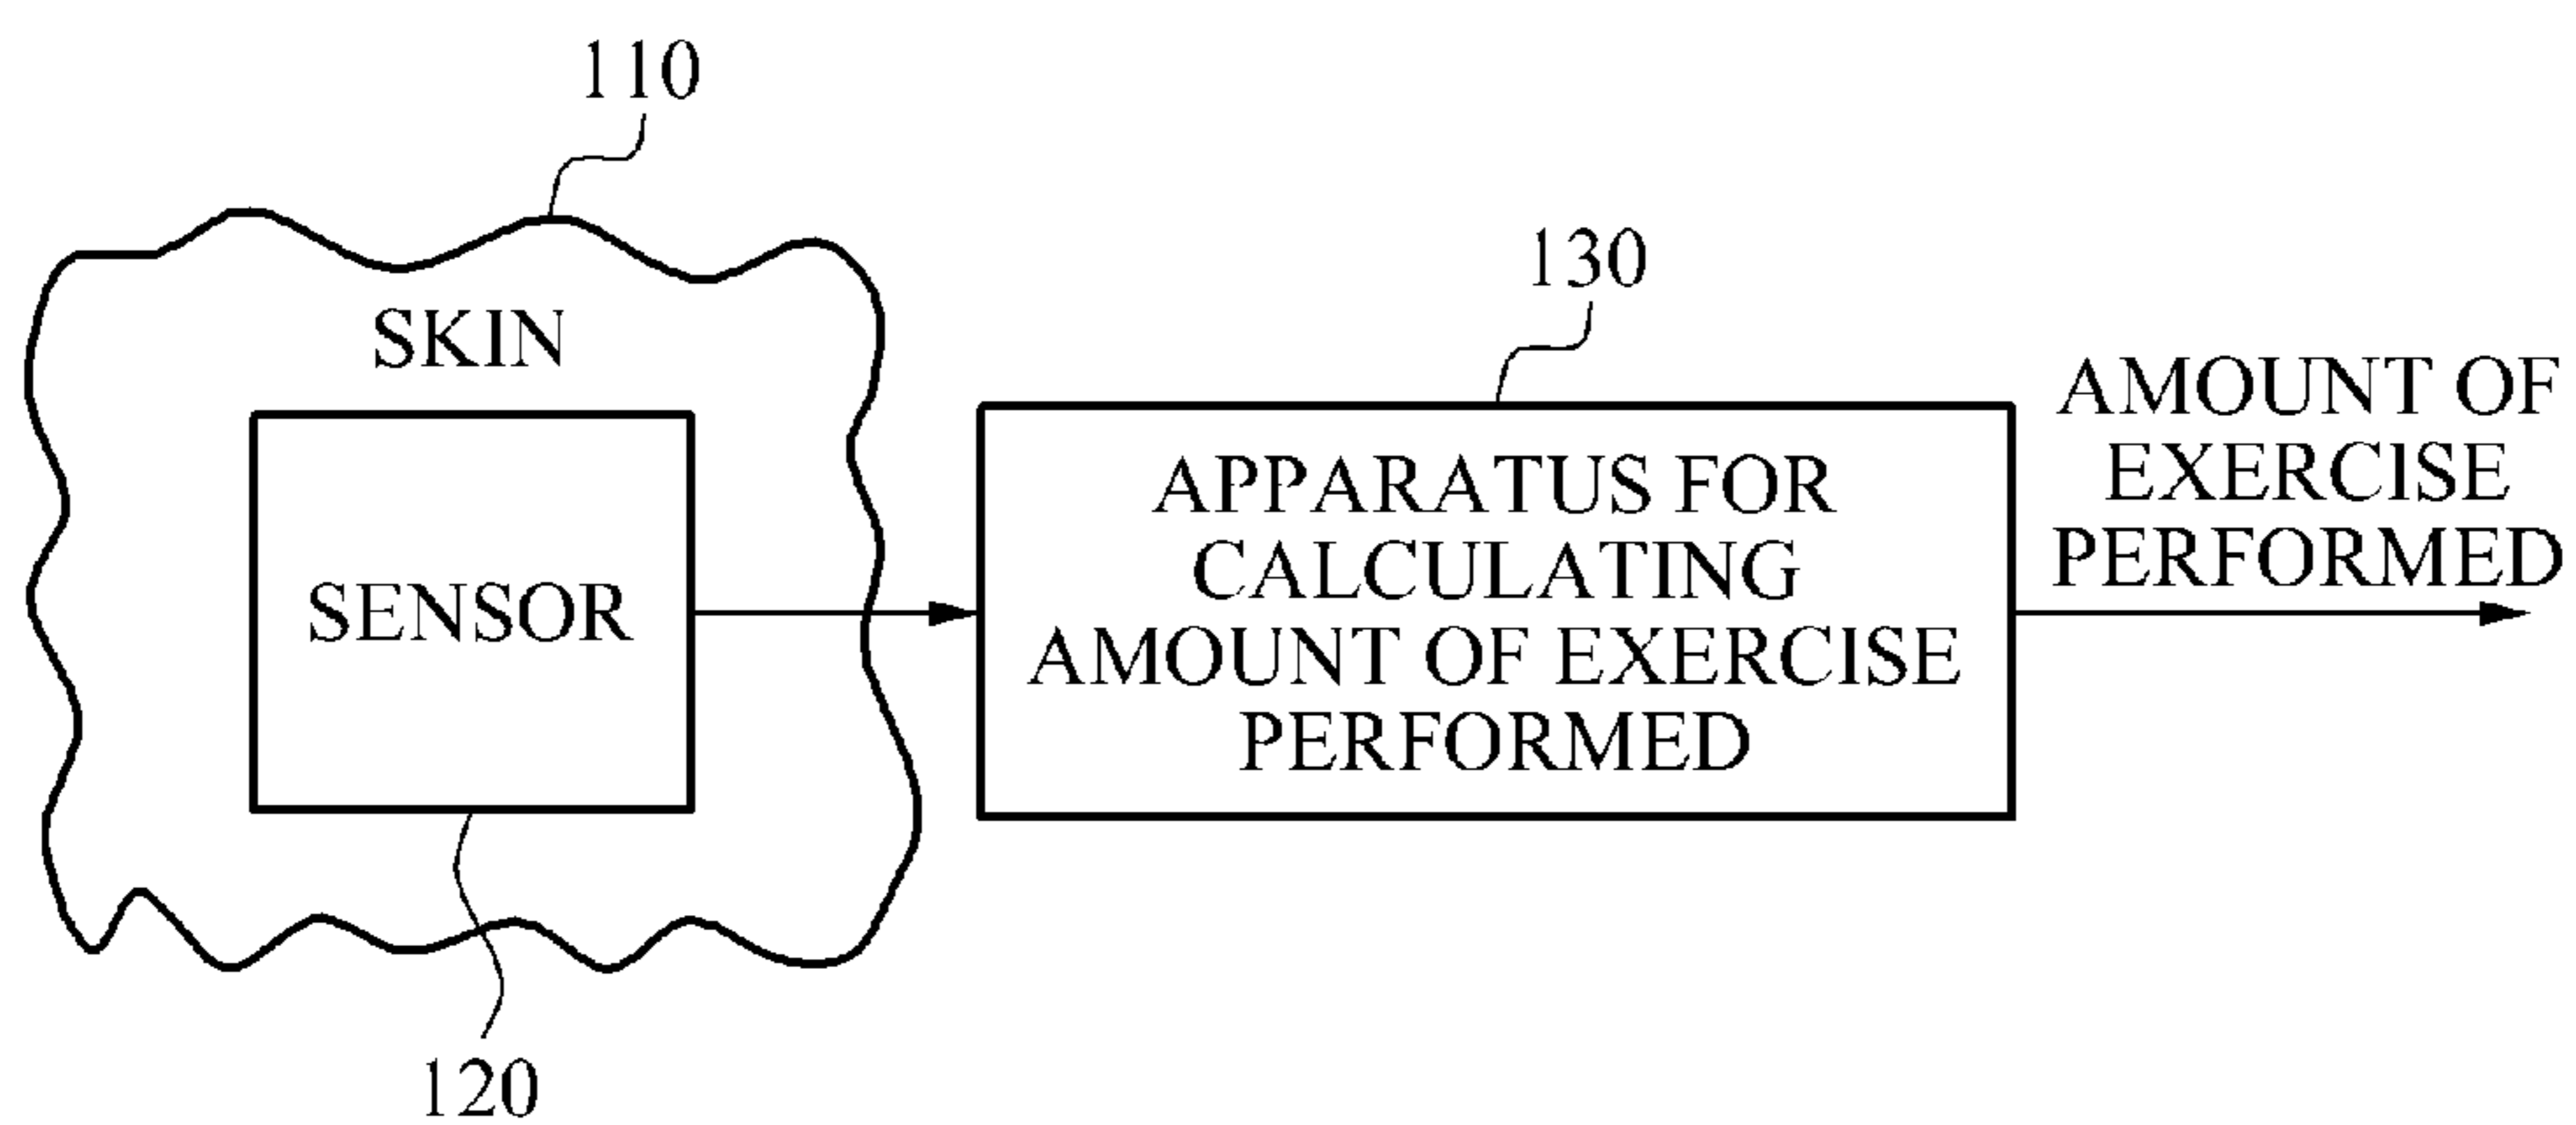 110
SKIN
SENSOR
120
130
APPARATUS FOR
CALCULATING
AMOUNT OF EXERCISE
PERFORMED
AMOUNT OF
EXERCISE
PERFORMED